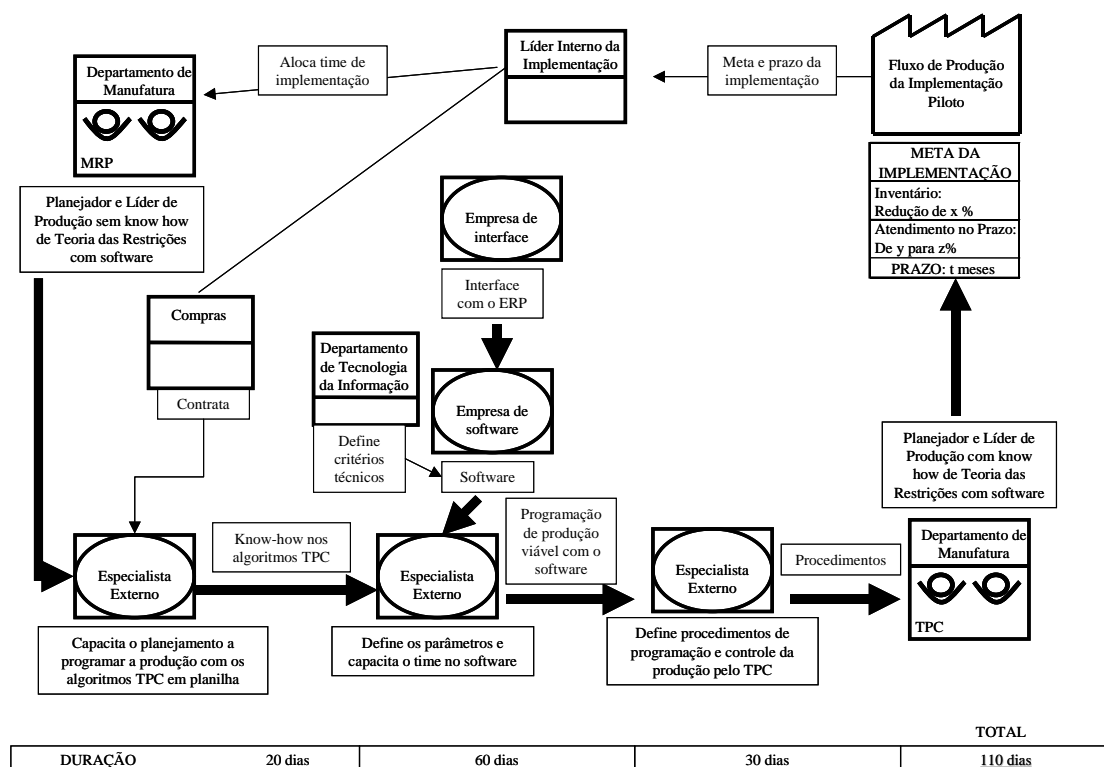 Departamento de
Manufatura
MRP
Aloca time de
implementação
Líder Interno da
Implementação
Meta e prazo da
implementação
Fluxo de Produção
da Implementação
Piloto
META DA
IMPLEMENTAÇÃO
Inventário:
Redução de x %
Atendimento no Prazo:
De y para z%
PRAZO: t meses
Planejador e Líder de
Produção sem know how
de Teoria das Restrições
com software
Empresa de
interface
Interface
com o ERP
Compras
Contrata
Departamento
de Tecnologia
da Informação
Define
critérios
técnicos
Empresa de
software
Software
Planejador e Líder de
Produção com know
how de Teoria das
Restrições com software
Especialista
Externo
Know-how nos
algoritmos TPC
Especialista
Externo
Programação
de produção
viável com o
software
Especialista
Externo
Procedimentos
Departamento de
Manufatura
TPC
Capacita o planejamento a
programar a produção com os
algoritmos TPC em planilha
Define os parâmetros e
capacita o time no software
Define procedimentos de
programação e controle da
produção pelo TPC
TOTAL
DURAÇÃO 20 dias 60 dias 30 dias 110 dias